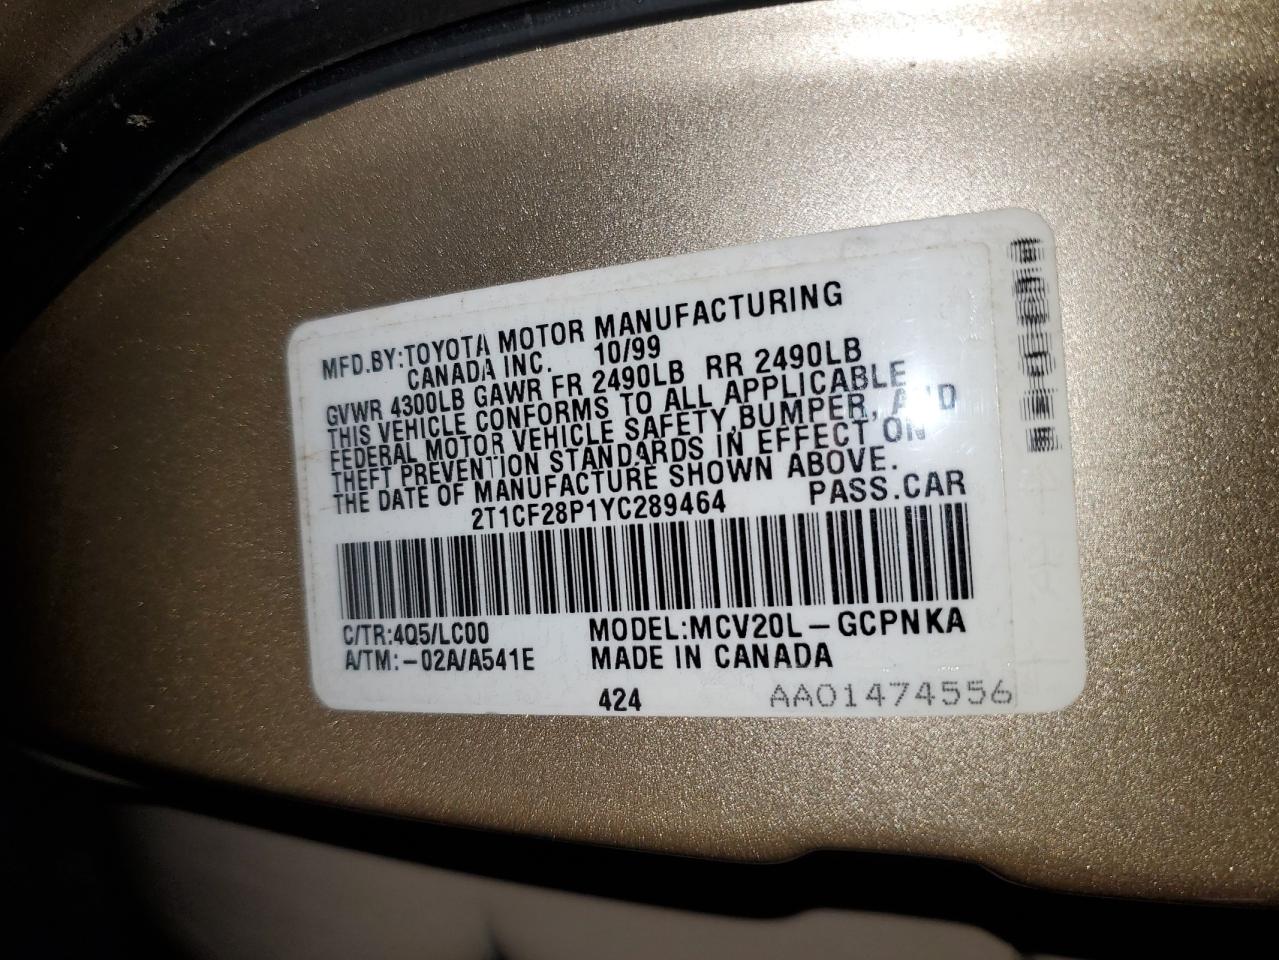 MFD.BY:TOYOTA MOTOR MANUFACTURING
CANADA INC. 10/99
GVWR 4300LB GAWR FR 2490LB RR 2490LB
THIS VEHICLE CONFORMS TO ALL APPLICABLE
FEDERAL MOTOR VEHICLE SAFETY,BUMPER, AND
THEFT PREVENTION STANDARDS IN EFFECT ON
THE DATE OF MANUFACTURE SHOWN ABOVE.
2T1CF28P1YC289464 PASS.CAR
C/TR:4Q5/LC00 MODEL:MCV20L-GCPNKA
A/TM:-02A/A541E MADE IN CANADA
424 AA01474556